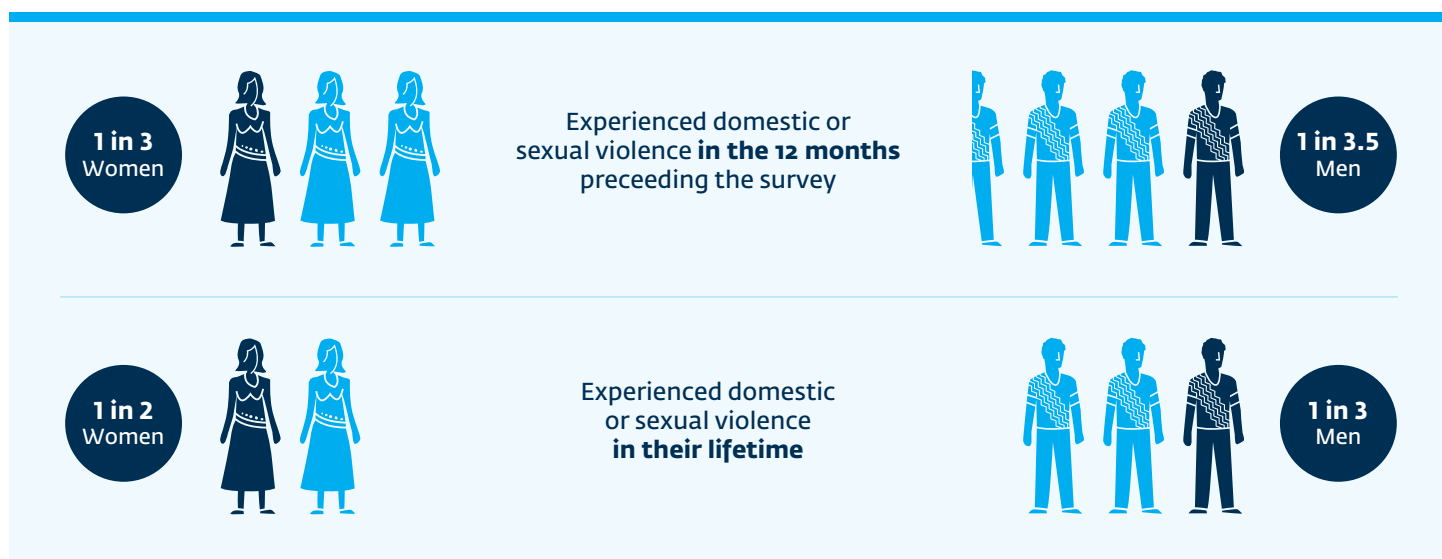 1 in 3
Women
Experienced domestic or
sexual violence in the 12 months
preceeding the survey
1 in 3.5
Men
1 in 2
Women
Experienced domestic
or sexual violence
in their lifetime
1 in 3
Men